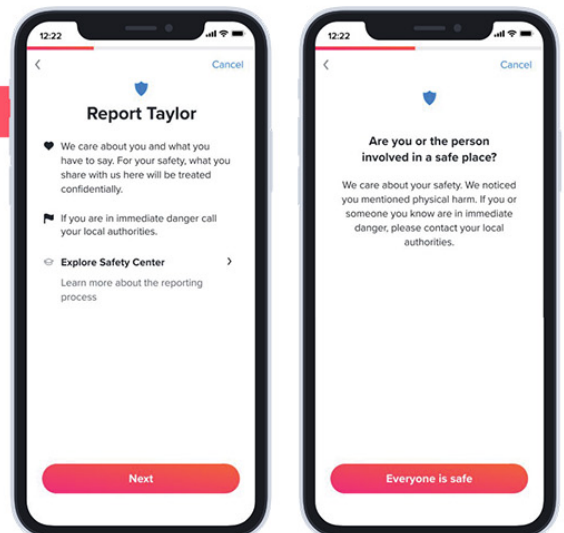 12:22
Cancel
Report Taylor
We care about you and what you
have to say. For your safety, what you
share with us here will be treated
confidentially.
If you are in immediate danger call
your local authorities.
Explore Safety Center
Learn more about the reporting
process
Next
12:22
Cancel
Are you or the person
involved in a safe place?
We care about your safety. We noticed
you mentioned physical harm. If you or
someone you know are in immediate
danger, please contact your local
authorities.
Everyone is safe